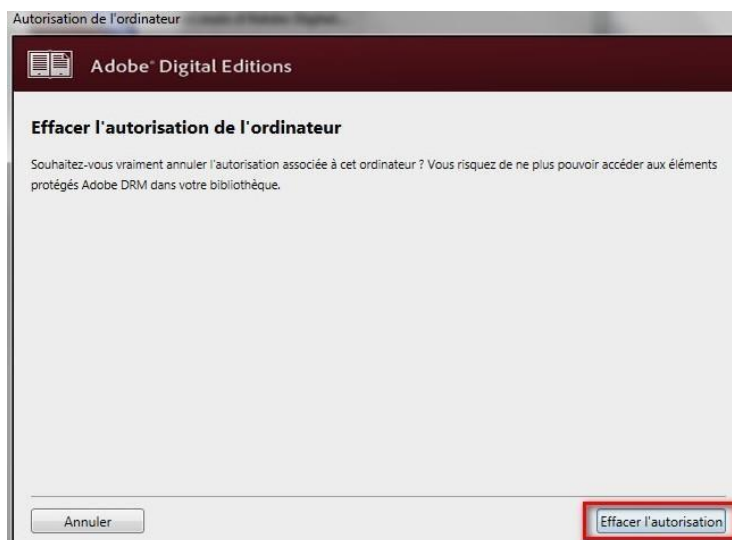 Autorisation de l'ordinateur
Adobe® Digital Editions
Effacer l'autorisation de l'ordinateur
Souhaitez-vous vraiment annuler l'autorisation associée à cet ordinateur ? Vous risquez de ne plus pouvoir accéder aux éléments
protégés Adobe DRM dans votre bibliothèque.
Annuler
Effacer l'autorisation